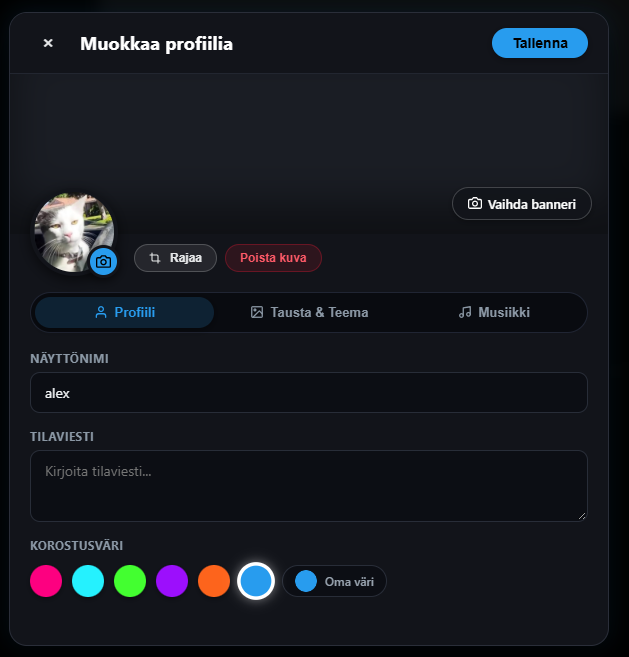 × Muokkaa profiilia Tallenna
Vaihda banneri
Rajaa Poista kuva
Profiili Tausta & Teema Musiikki
NÄYTTÖNIMI
alex
TILAVIESTI
Kirjoita tilaviesti...
KOROSTUSVÄRI
Oma väri